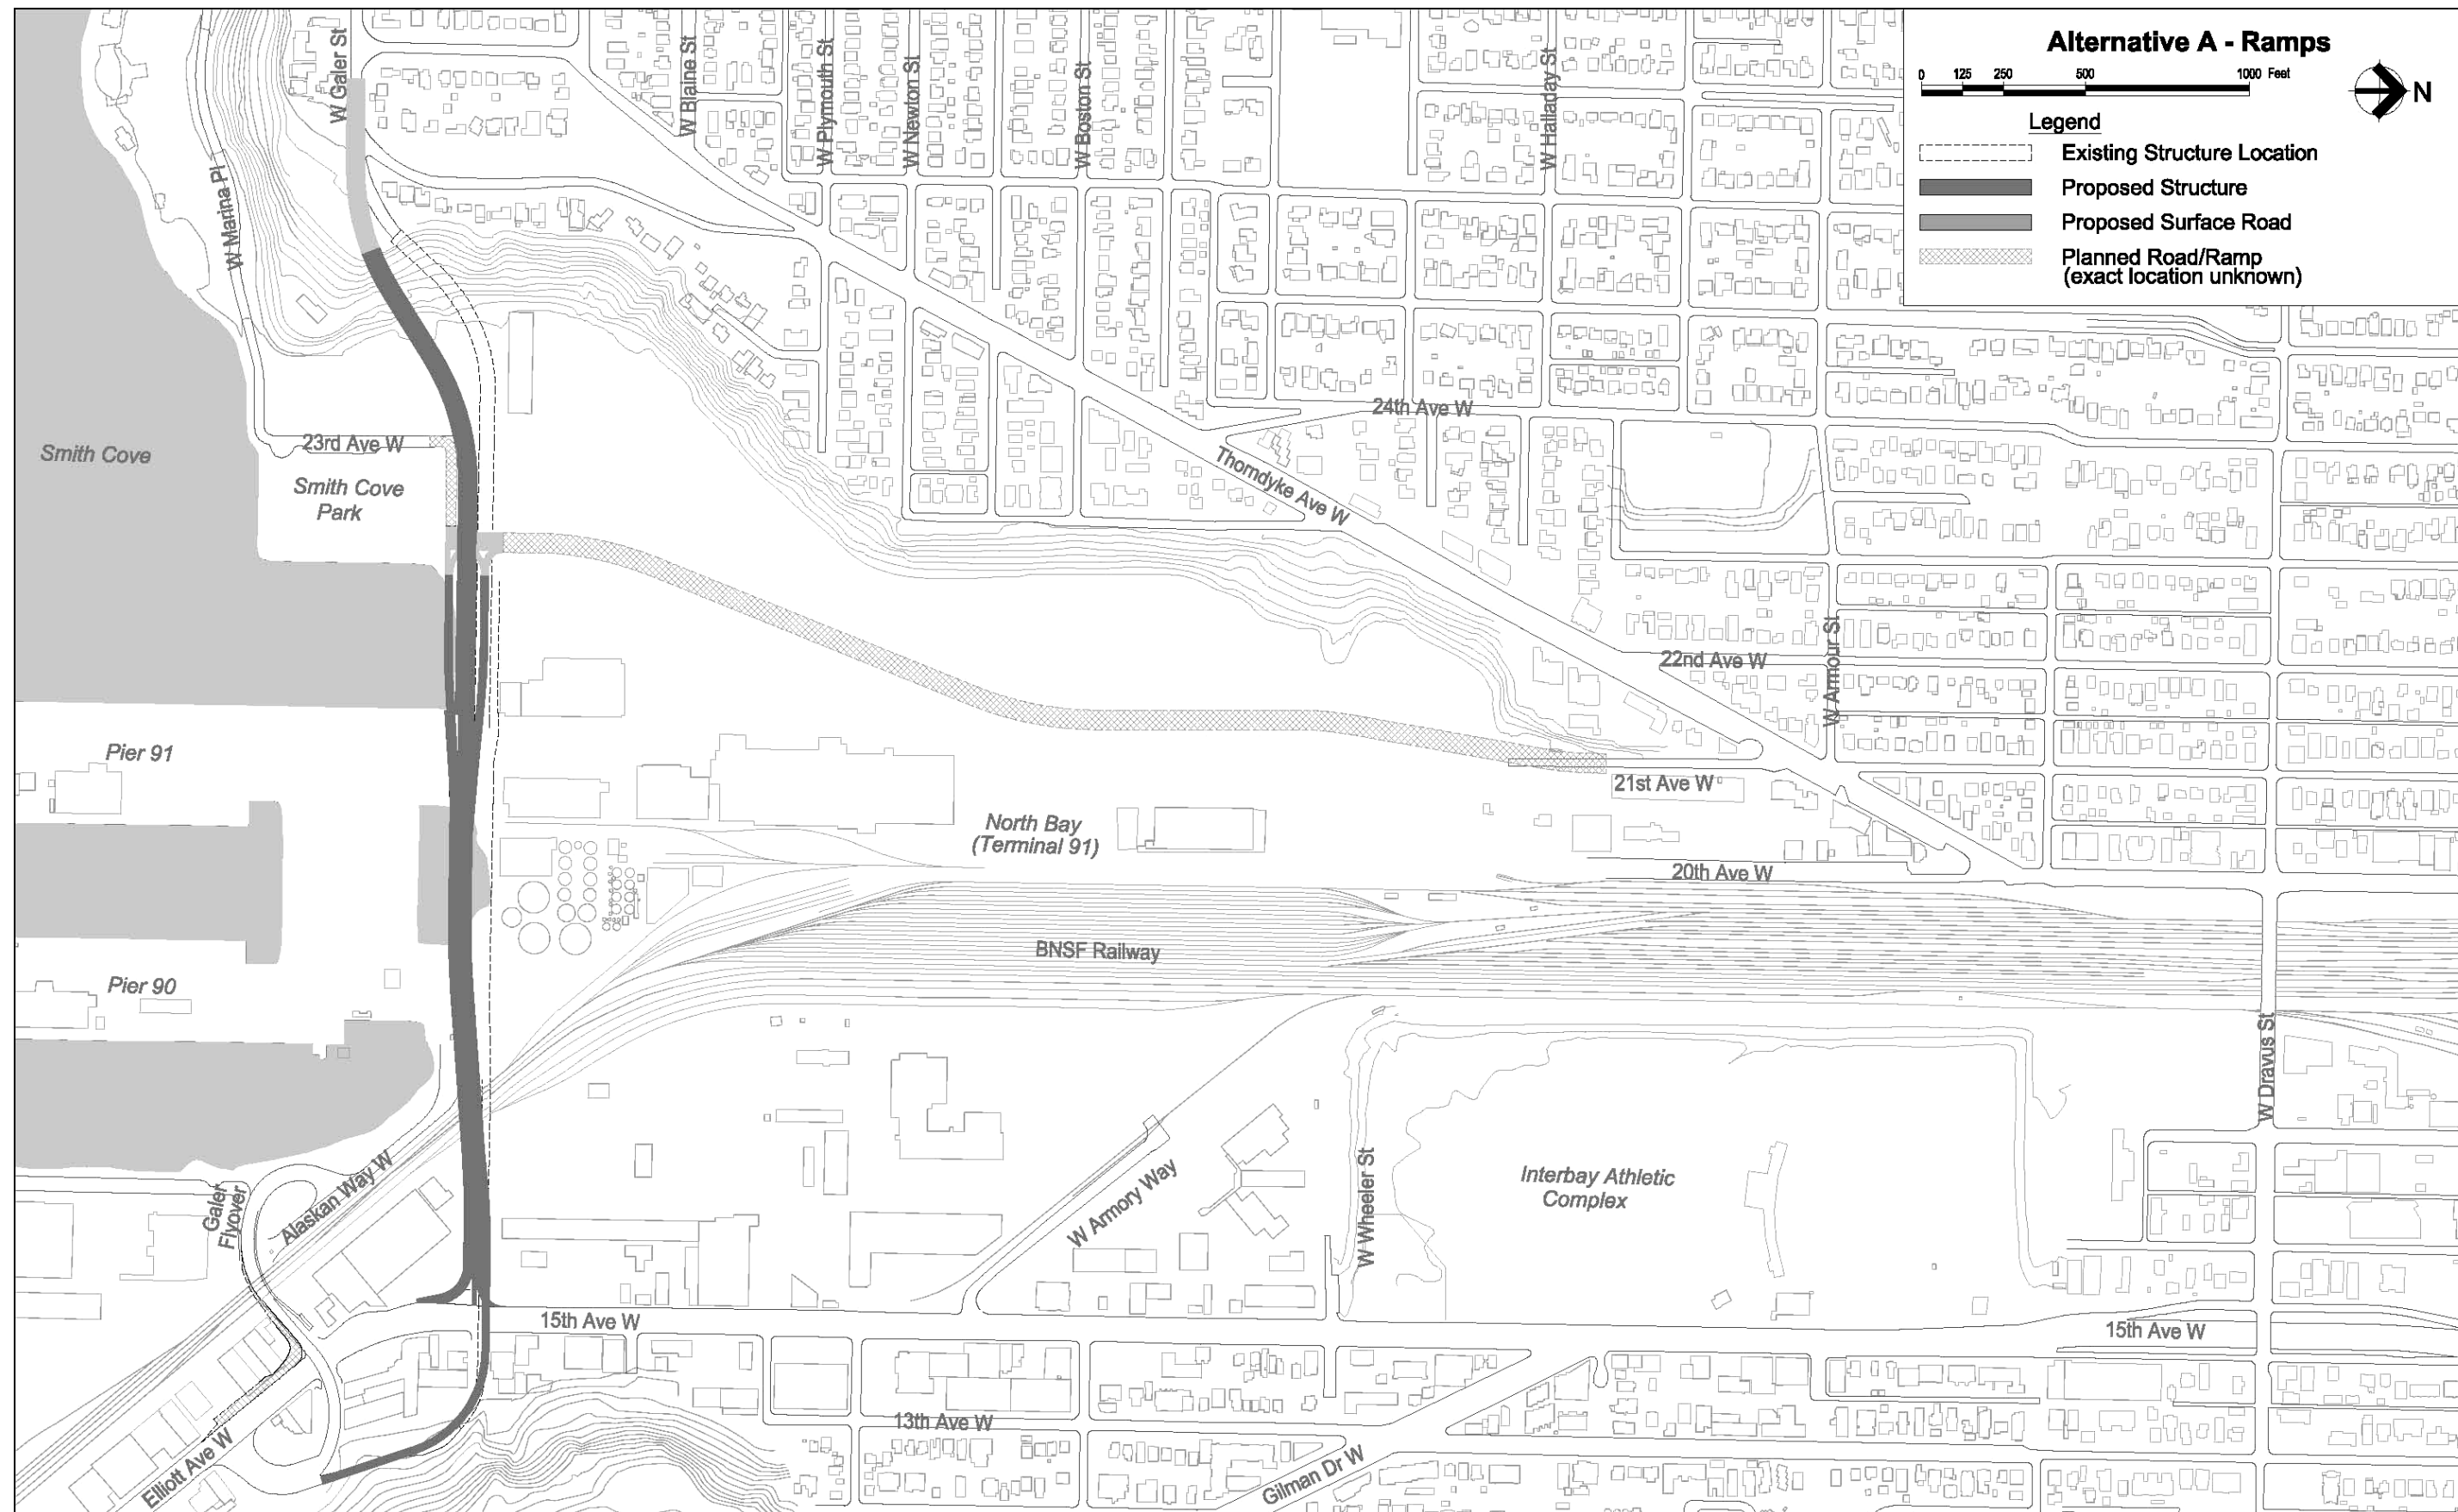 Alternative A - Ramps
0 125 250 500 1000 Feet
N
Legend
Existing Structure Location
Proposed Structure
Proposed Surface Road
Planned Road/Ramp
(exact location unknown)
W Galer St
W Blaine St
W Plymouth St
W Newton St
W Boston St
W Halladay St
W Marina Pl
24th Ave W
23rd Ave W
Smith Cove
Smith Cove
Park
Thorndyke Ave W
22nd Ave W
W Armour St
Pier 91
21st Ave W
North Bay
(Terminal 91)
20th Ave W
BNSF Railway
Pier 90
W Dravus St
Galer
Flyover
Alaskan Way W
W Armory Way
W Wheeler St
Interbay Athletic
Complex
15th Ave W
15th Ave W
13th Ave W
Elliott Ave W
Gilman Dr W